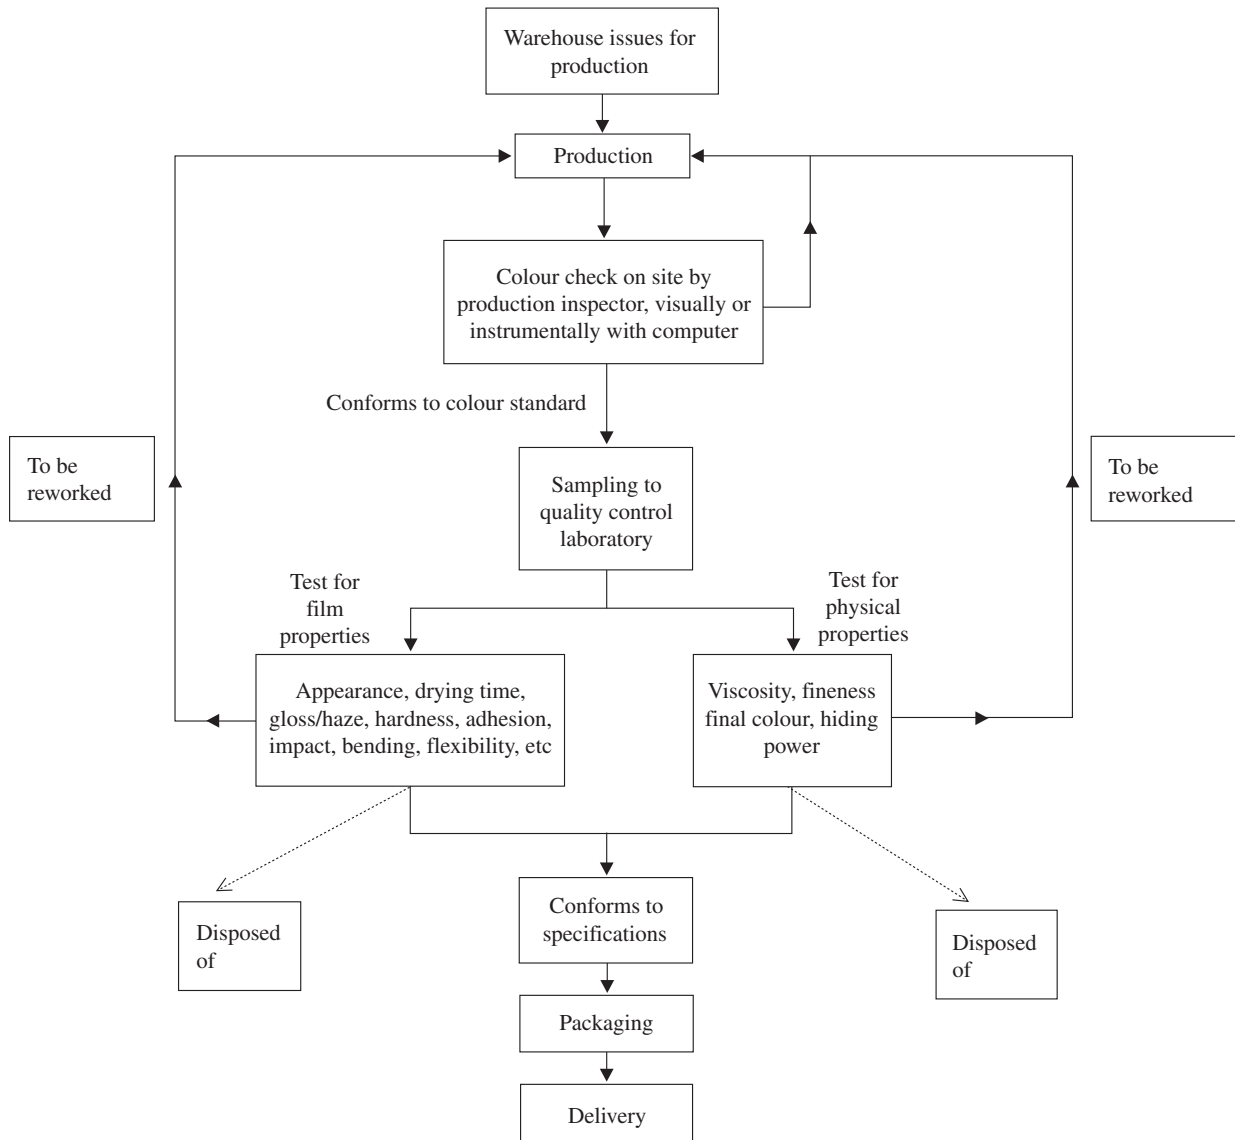 Warehouse issues for
production
Production
Colour check on site by
production inspector, visually or
instrumentally with computer
Conforms to colour standard
To be
reworked
Sampling to
quality control
laboratory
To be
reworked
Test for
film
properties
Test for
physical
properties
Appearance, drying time,
gloss/haze, hardness, adhesion,
impact, bending, flexibility, etc
Viscosity, fineness
final colour, hiding
power
Disposed
of
Conforms to
specifications
Disposed
of
Packaging
Delivery